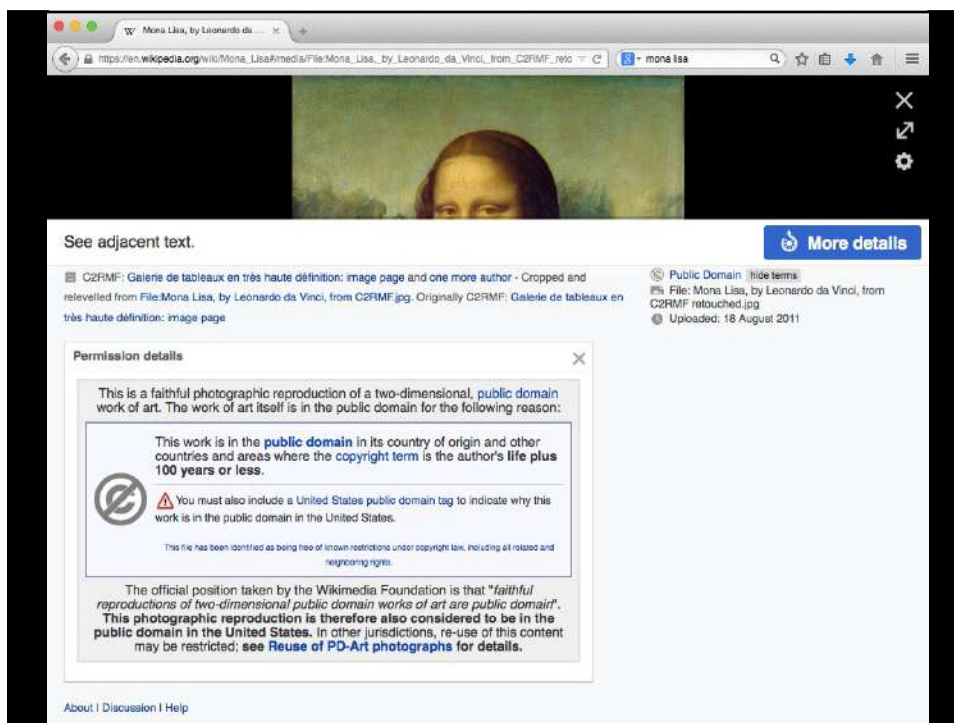 W Mona Lisa, by Leonardo da ...
https://en.wikipedia.org/wiki/Mona_Lisa#/media/File:Mona_Lisa,_by_Leonardo_da_Vinci,_from_C2RMF_reto
8 mona lisa
See adjacent text.
More details
C2RMF: Galerie de tableaux en très haute définition: image page and one more author - Cropped and
relevelled from File:Mona Lisa, by Leonardo da Vinci, from C2RMF.jpg. Originally C2RMF: Galerie de tableaux en
très haute définition: image page
Public Domain hide terms
File: Mona Lisa, by Leonardo da Vinci, from
C2RMF retouched.jpg
Uploaded: 18 August 2011
Permission details
This is a faithful photographic reproduction of a two-dimensional, public domain
work of art. The work of art itself is in the public domain for the following reason:
This work is in the public domain in its country of origin and other
countries and areas where the copyright term is the author's life plus
100 years or less.
You must also include a United States public domain tag to indicate why this
work is in the public domain in the United States.
This file has been identified as being free of known restrictions under copyright law, including all related and
neighboring rights.
The official position taken by the Wikimedia Foundation is that "faithful
reproductions of two-dimensional public domain works of art are public domain".
This photographic reproduction is therefore also considered to be in the
public domain in the United States. In other jurisdictions, re-use of this content
may be restricted; see Reuse of PD-Art photographs for details.
About | Discussion | Help